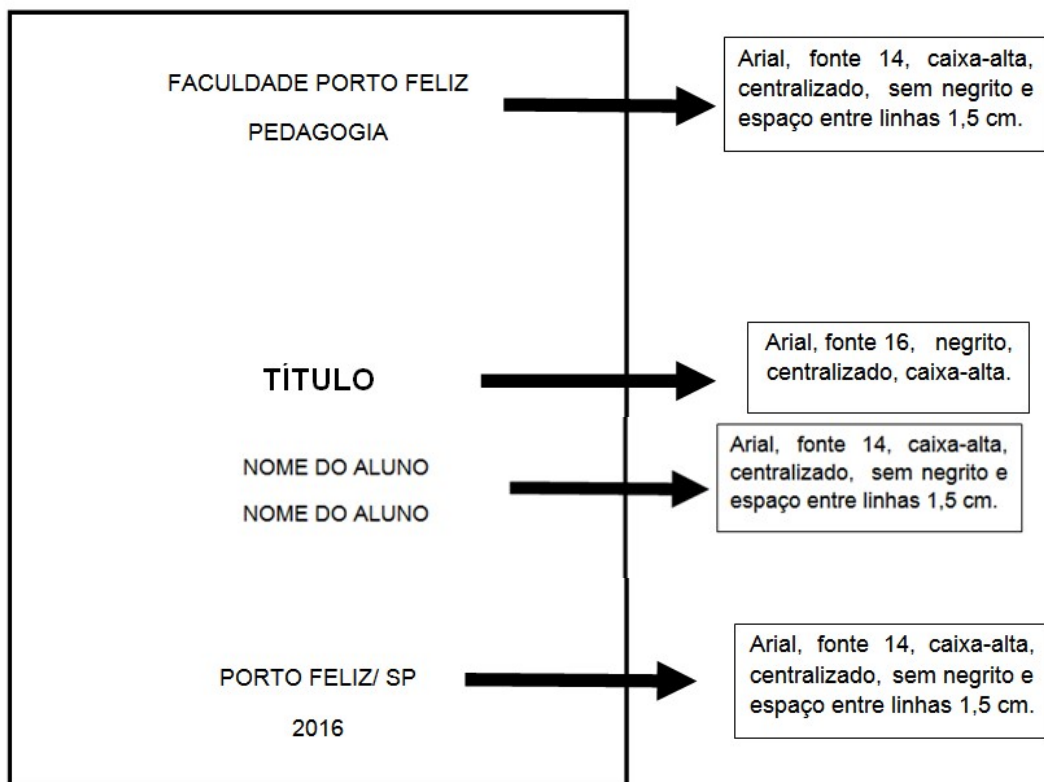 FACULDADE PORTO FELIZ
PEDAGOGIA
Arial, fonte 14, caixa-alta,
centralizado, sem negrito e
espaço entre linhas 1,5 cm.
TÍTULO
Arial, fonte 16, negrito,
centralizado, caixa-alta.
NOME DO ALUNO
NOME DO ALUNO
Arial, fonte 14, caixa-alta,
centralizado, sem negrito e
espaço entre linhas 1,5 cm.
PORTO FELIZ/ SP
2016
Arial, fonte 14, caixa-alta,
centralizado, sem negrito e
espaço entre linhas 1,5 cm.